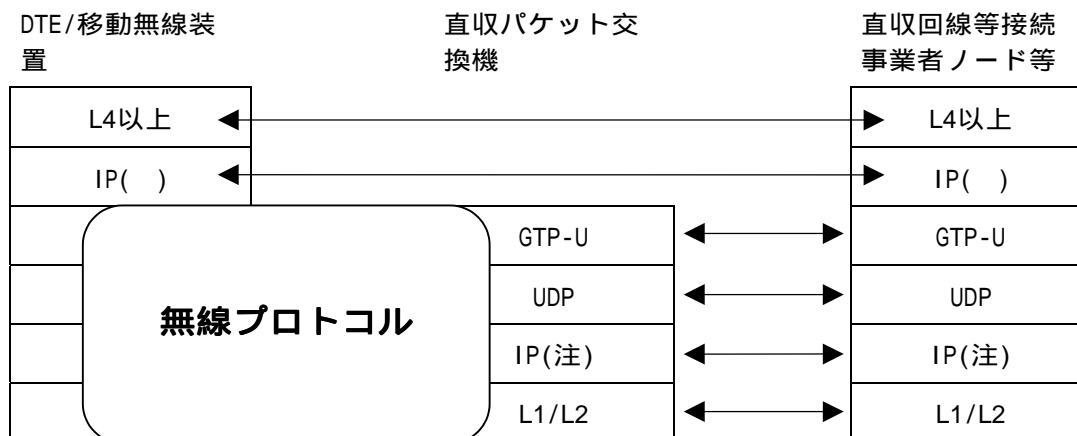 DTE/移動無線装
置
直収パケット交
換機
直収回線等接続
事業者ノード等
L4以上
L4以上
IP( )
IP( )
GTP-U
GTP-U
UDP
UDP
無線プロトコル
IP(注)
IP(注)
L1/L2
L1/L2